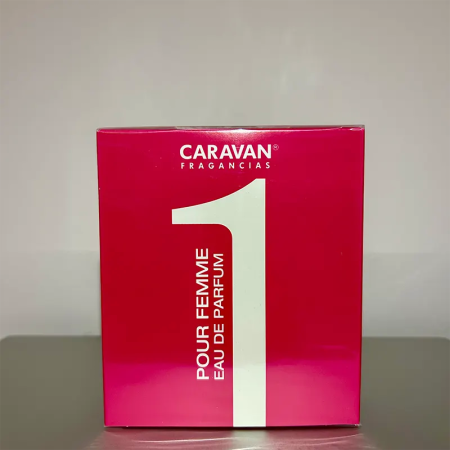 CARAVAN®
FRAGANCIAS
1
POUR FEMME
EAU DE PARFUM